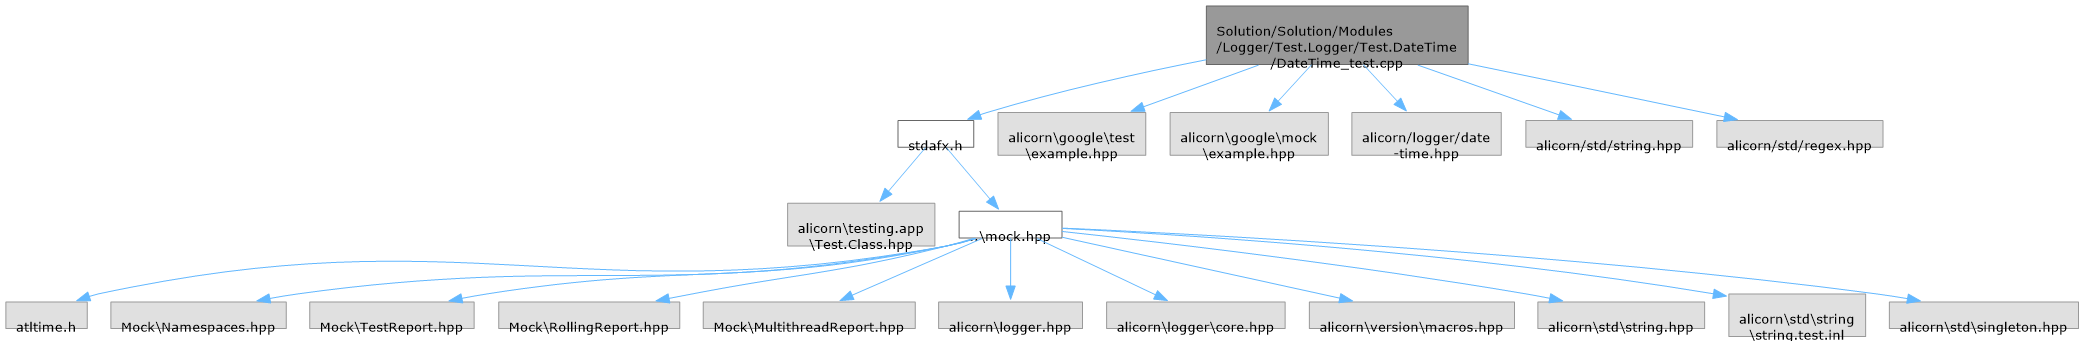 Solution/Solution/Modules
/Logger/Test.Logger/Test.DateTime
/DateTime_test.cpp
stdafx.h
alicorn\google\test
\example.hpp
alicorn\google\mock
\example.hpp
alicorn/logger/date
-time.hpp
alicorn/std/string.hpp
alicorn/std/regex.hpp
alicorn\testing.app
\Test.Class.hpp
..\mock.hpp
atltime.h
Mock\Namespaces.hpp
Mock\TestReport.hpp
Mock\RollingReport.hpp
Mock\MultithreadReport.hpp
alicorn\logger.hpp
alicorn\logger\core.hpp
alicorn\version\macros.hpp
alicorn\std\string.hpp
alicorn\std\string
\string.test.inl
alicorn\std\singleton.hpp